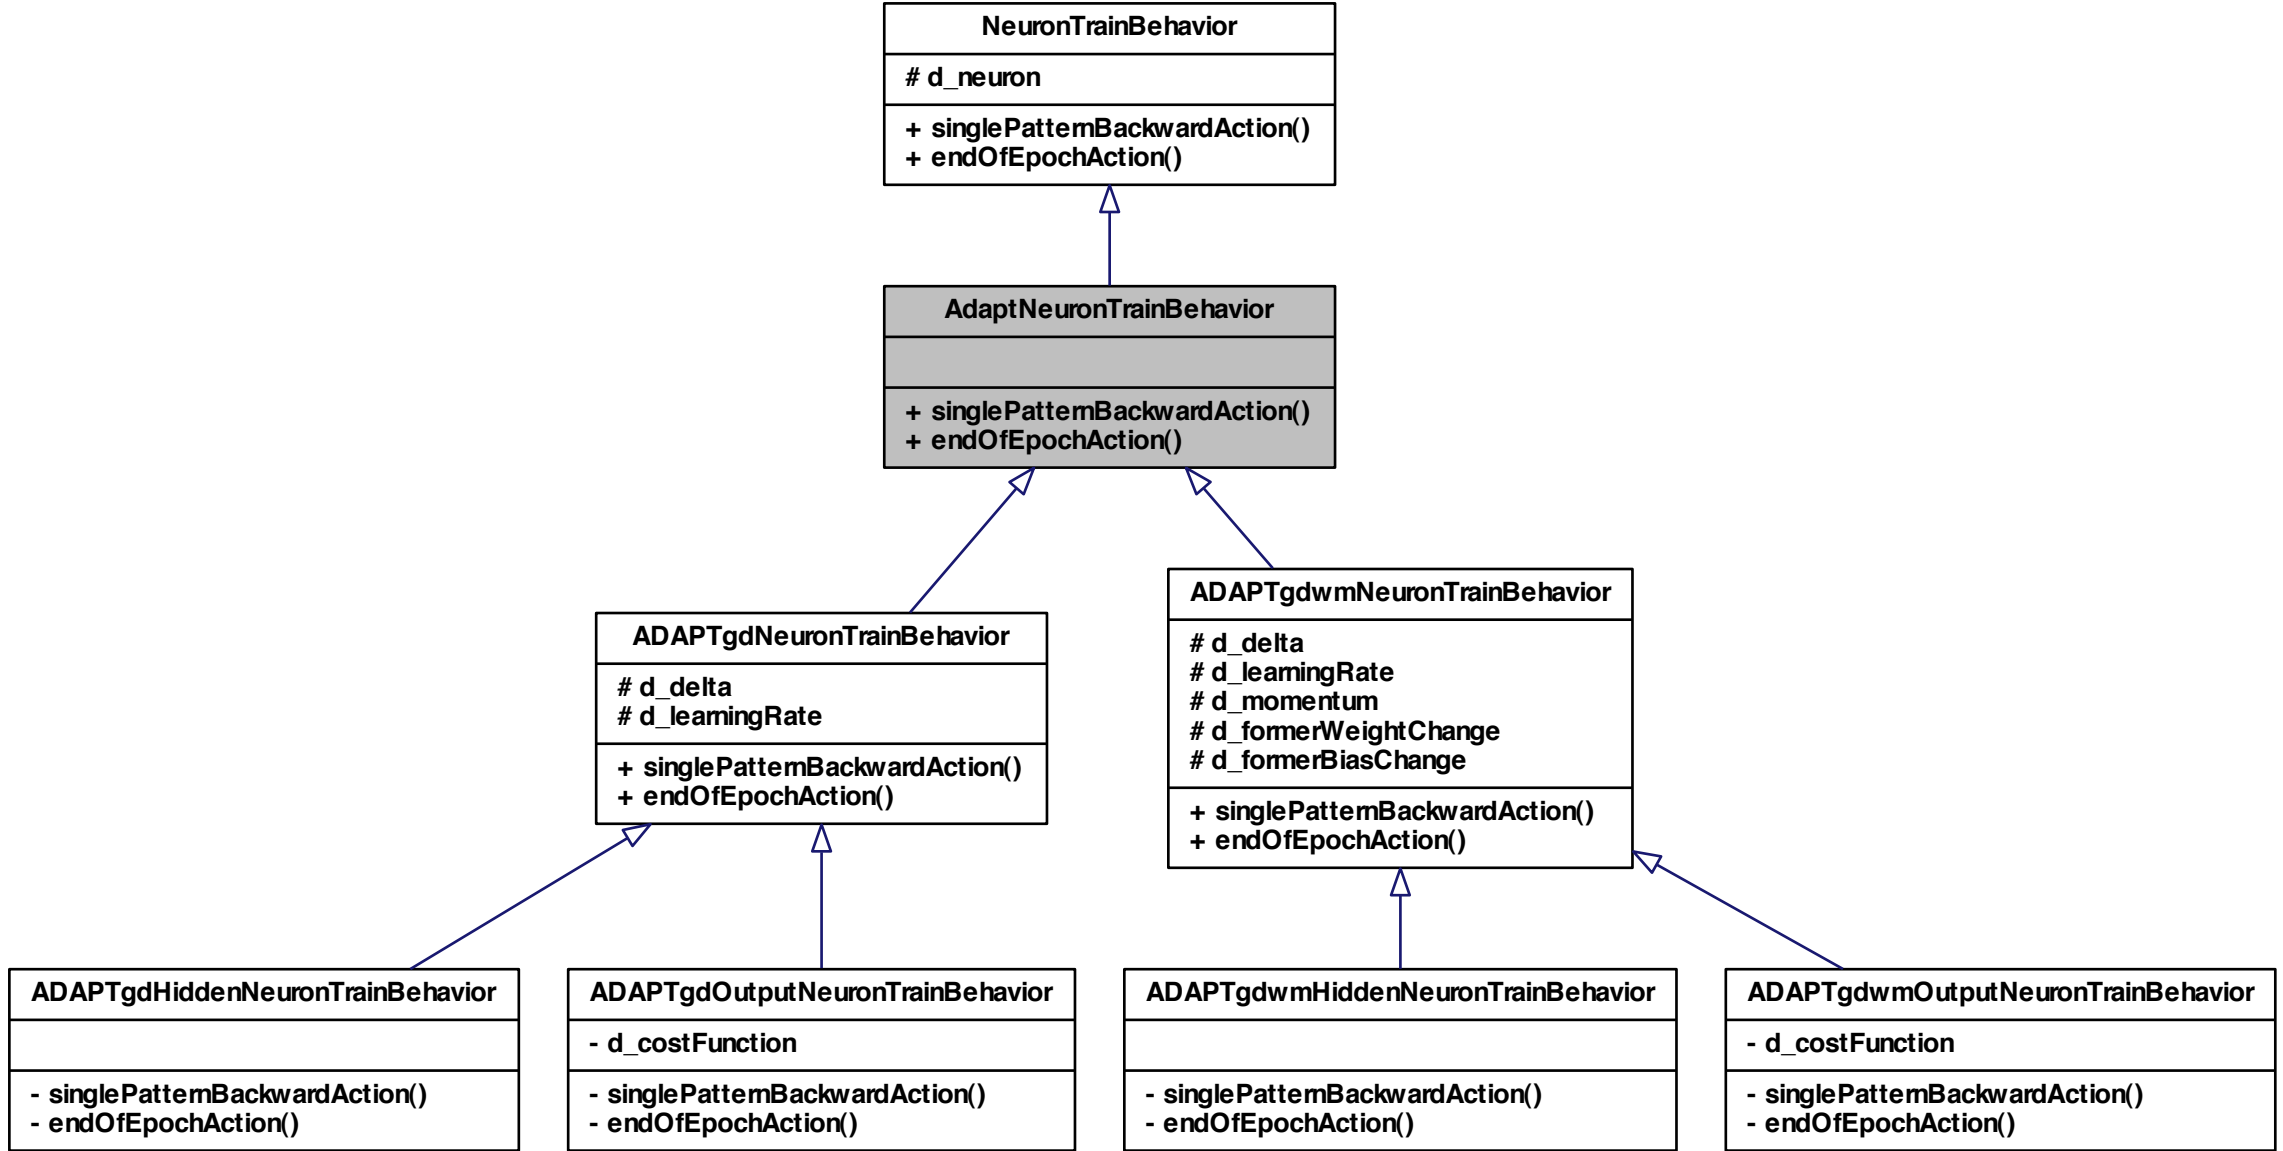 NeuronTrainBehavior
# d_neuron
+ singlePatternBackwardAction()
+ endOfEpochAction()
AdaptNeuronTrainBehavior
+ singlePatternBackwardAction()
+ endOfEpochAction()
ADAPTgdNeuronTrainBehavior
# d_delta
# d_learningRate
+ singlePatternBackwardAction()
+ endOfEpochAction()
ADAPTgdwmNeuronTrainBehavior
# d_delta
# d_learningRate
# d_momentum
# d_formerWeightChange
# d_formerBiasChange
+ singlePatternBackwardAction()
+ endOfEpochAction()
ADAPTgdHiddenNeuronTrainBehavior
- singlePatternBackwardAction()
- endOfEpochAction()
ADAPTgdOutputNeuronTrainBehavior
- d_costFunction
- singlePatternBackwardAction()
- endOfEpochAction()
ADAPTgdwmHiddenNeuronTrainBehavior
- singlePatternBackwardAction()
- endOfEpochAction()
ADAPTgdwmOutputNeuronTrainBehavior
- d_costFunction
- singlePatternBackwardAction()
- endOfEpochAction()